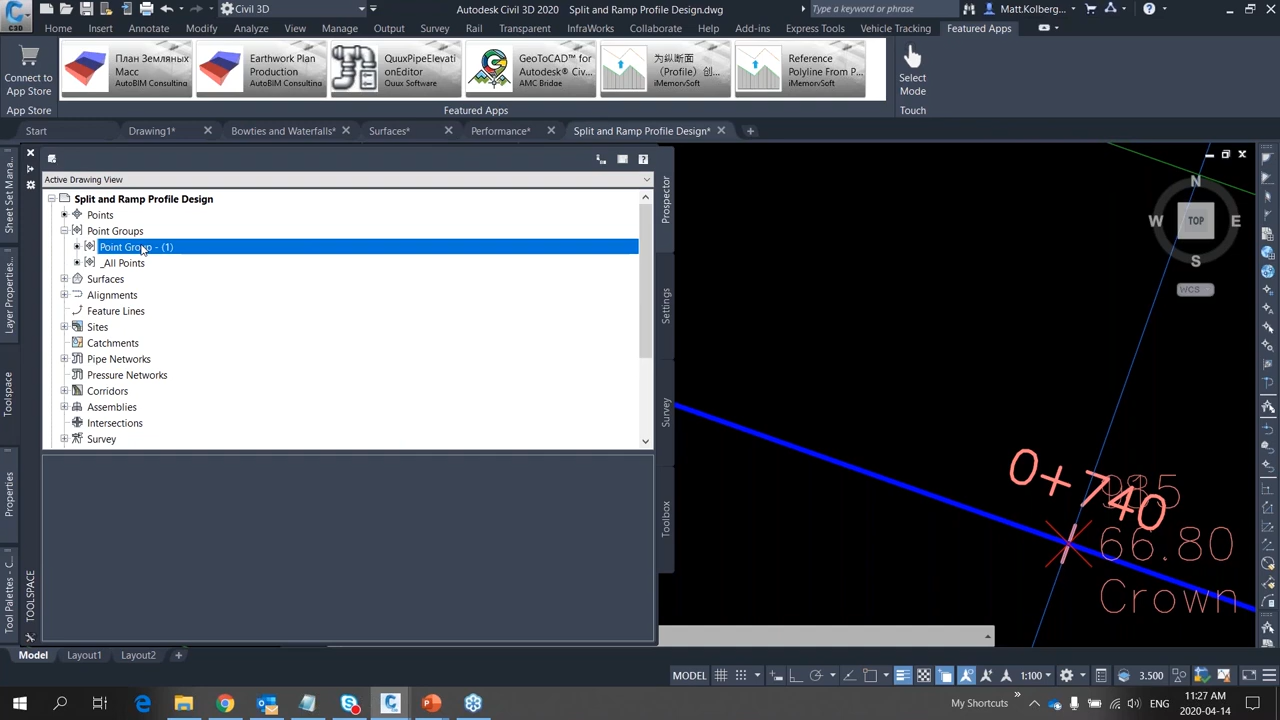 C3D
Civil 3D
Autodesk Civil 3D 2020 Split and Ramp Profile Design.dwg
Type a keyword or phrase
Matt.Kolberg...
Home Insert Annotate Modify Analyze View Manage Output Survey Rail Transparent InfraWorks Collaborate Help Add-ins Express Tools Vehicle Tracking Featured Apps
Connect to
App Store
План Земляных
Масс
AutoBIM Consulting
Earthwork Plan
Production
AutoBIM Consulting
QuuxPipeElevati
onEditor
Quux Software
GeoToCAD™ for
Autodesk® Civ...
AMC Bridge
为纵断面
（Profile）创...
iMemorySoft
Reference
Polyline From P...
iMemorySoft
Select
Mode
App Store
Featured Apps
Touch
Start Drawing1* Bowties and Waterfalls* Surfaces* Performance* Split and Ramp Profile Design*
Active Drawing View
Split and Ramp Profile Design
Points
Point Groups
Point Group - (1)
_All Points
Surfaces
Alignments
Feature Lines
Sites
Catchments
Pipe Networks
Pressure Networks
Corridors
Assemblies
Intersections
Survey
Sheet Set Mana...
Layer Properties...
Toolspace
Properties
Tool Palettes - C...
TOOLSPACE
Prospector
Settings
Survey
Toolbox
N
W TOP E
S
WCS
0+740
66.80
Crown
Model Layout1 Layout2
MODEL
1:100
3.500
My Shortcuts
ENG
11:27 AM
2020-04-14